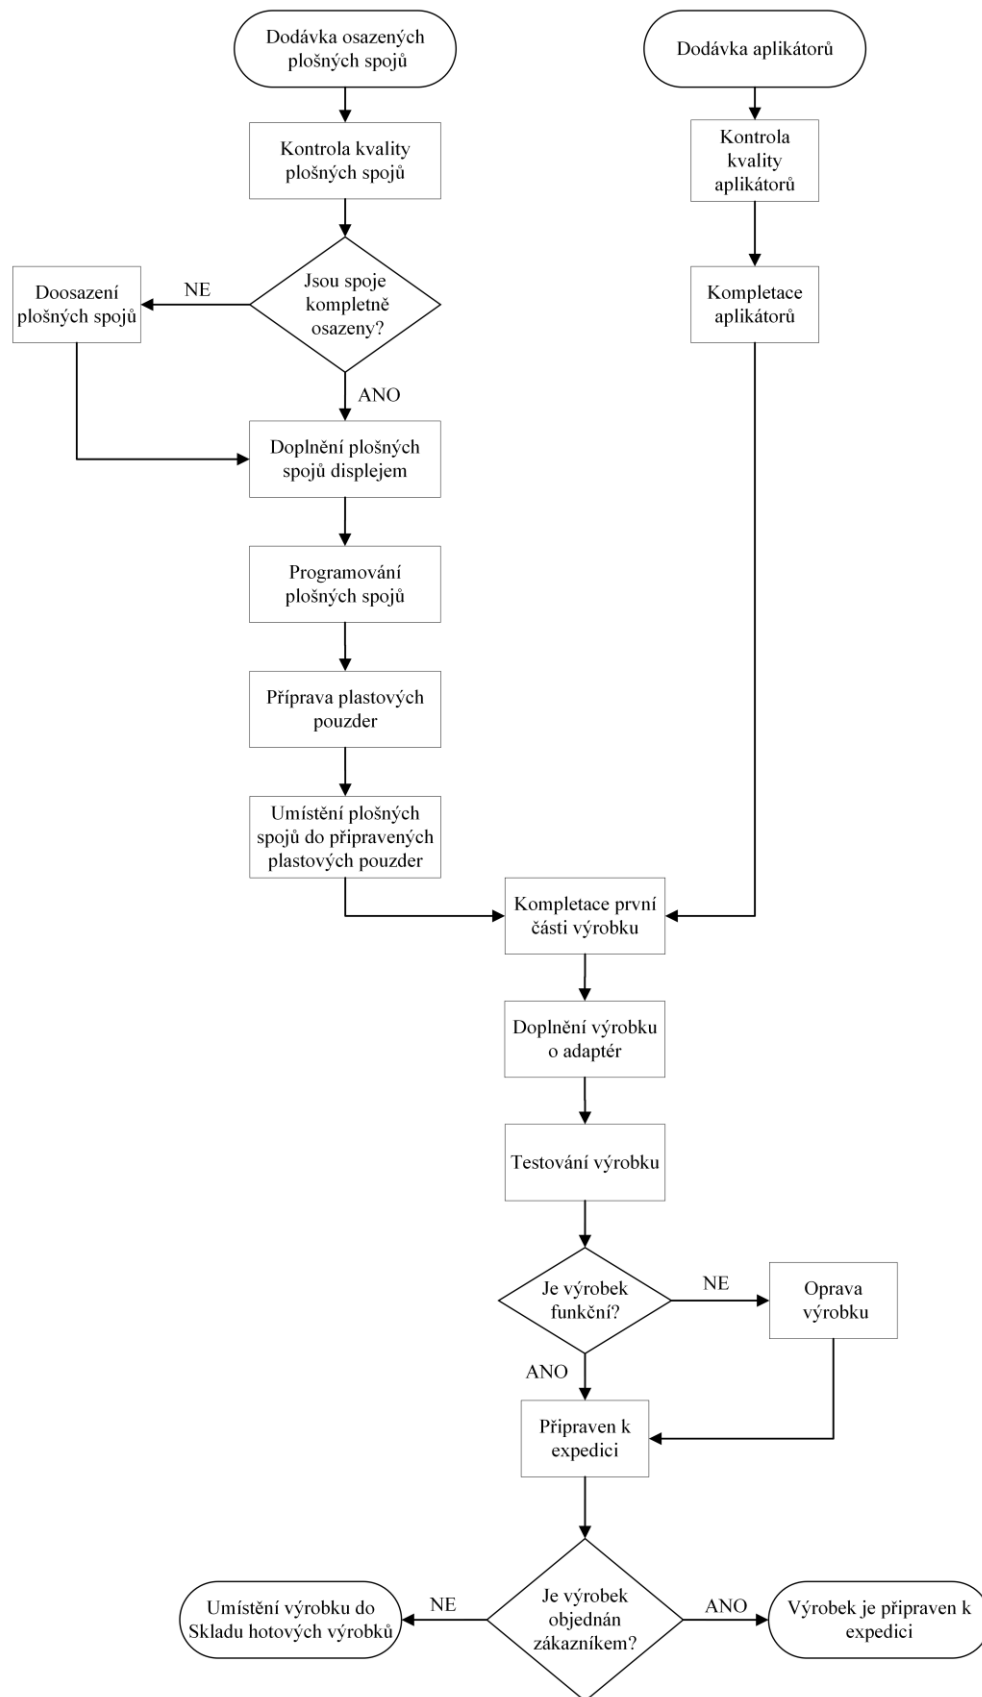 Dodávka osazených
plošných spojů
Dodávka aplikátorů
Kontrola kvality
plošných spojů
Kontrola
kvality
aplikátorů
Jsou spoje
kompletně
osazeny?
NE
Doosazení
plošných spojů
Kompletace
aplikátorů
ANO
Doplnění plošných
spojů displejem
Programování
plošných spojů
Příprava plastových
pouzder
Umístění plošných
spojů do připravených
plastových pouzder
Kompletace první
části výrobku
Doplnění výrobku
o adaptér
Testování výrobku
Je výrobek
funkční?
NE
Oprava
výrobku
ANO
Připraven k
expedici
Je výrobek
objednán
zákazníkem?
NE
Umístění výrobku do
Skladu hotových výrobků
ANO
Výrobek je připraven k
expedici